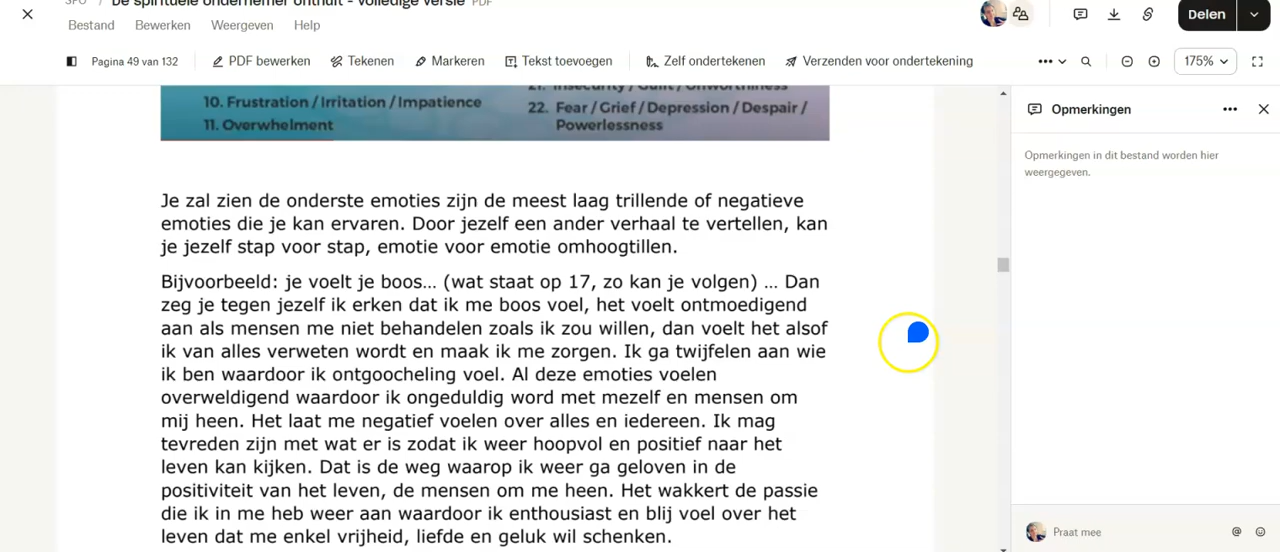 SPO / De spirituele ondernemer onthult - volledige versie PDF
Bestand Bewerken Weergeven Help
Delen
Pagina 49 van 132 PDF bewerken Tekenen Markeren Tekst toevoegen Zelf ondertekenen Verzenden voor ondertekening 175%
10. Frustration / Irritation / Impatience
11. Overwhelment
21. Insecurity / Guilt / Unworthiness
22. Fear / Grief / Depression / Despair /
Powerlessness
Je zal zien de onderste emoties zijn de meest laag trillende of negatieve
emoties die je kan ervaren. Door jezelf een ander verhaal te vertellen, kan
je jezelf stap voor stap, emotie voor emotie omhoogtillen.
Bijvoorbeeld: je voelt je boos... (wat staat op 17, zo kan je volgen) ... Dan
zeg je tegen jezelf ik erken dat ik me boos voel, het voelt ontmoedigend
aan als mensen me niet behandelen zoals ik zou willen, dan voelt het alsof
ik van alles verweten wordt en maak ik me zorgen. Ik ga twijfelen aan wie
ik ben waardoor ik ontgoocheling voel. Al deze emoties voelen
overweldigend waardoor ik ongeduldig word met mezelf en mensen om
mij heen. Het laat me negatief voelen over alles en iedereen. Ik mag
tevreden zijn met wat er is zodat ik weer hoopvol en positief naar het
leven kan kijken. Dat is de weg waarop ik weer ga geloven in de
positiviteit van het leven, de mensen om me heen. Het wakkert de passie
die ik in me heb weer aan waardoor ik enthousiast en blij voel over het
leven dat me enkel vrijheid, liefde en geluk wil schenken.
Opmerkingen
Opmerkingen in dit bestand worden hier
weergegeven.
Praat mee